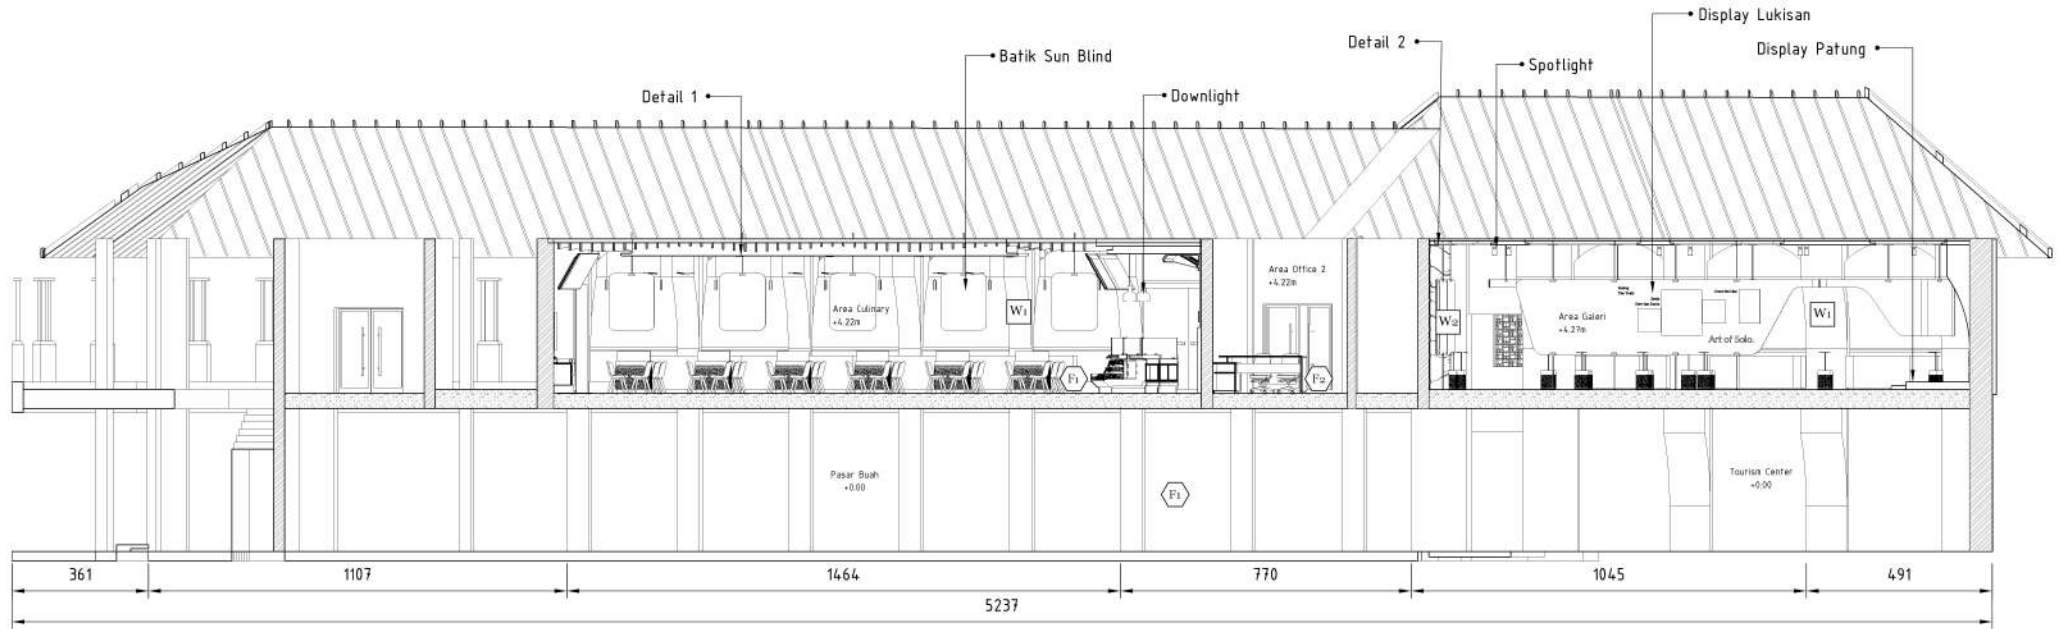 Display Lukisan
Detail 2
Display Patung
Batik Sun Blind
Spotlight
Detail 1
Downlight
Area Office 2
+4.22m
Area Culinary
+4.22m
W1
W2
Area Galeri
+4.27m
W1
Art of Solo.
F1
F2
Pasar Buah
+0.00
F1
Tourism Center
+0.00
361
1107
1464
770
1045
491
5237